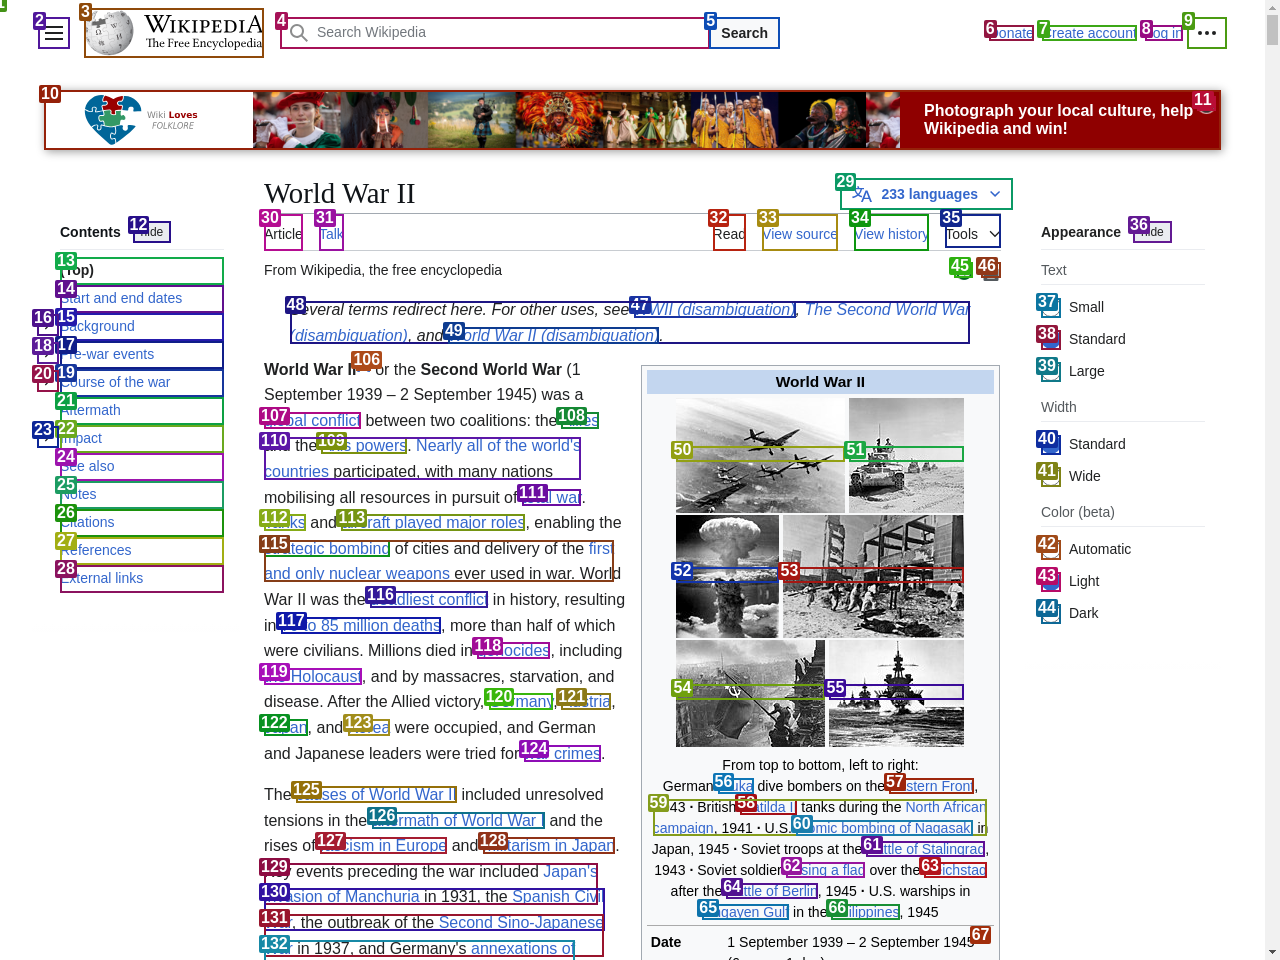 1
2
3
WIKIPEDIA
The Free Encyclopedia
4
Search Wikipedia
5
Search
6
Donate
7
Create account
8
Log in
9
10
Wiki Loves
FOLKLORE
Photograph your local culture, help
Wikipedia and win!
11
World War II
29
233 languages
30
Article
31
Talk
32
Read
33
View source
34
View history
35
Tools
From Wikipedia, the free encyclopedia
45
46
Contents
12
hide
13
(Top)
14
Start and end dates
16
15
Background
18
17
Pre-war events
20
19
Course of the war
21
Aftermath
23
22
Impact
24
See also
25
Notes
26
Citations
27
References
28
External links
48
Several terms redirect here. For other uses, see
47
WWII (disambiguation), The Second World War
(disambiguation), and
49
World War II (disambiguation).
106
World War II or the Second World War (1
September 1939 – 2 September 1945) was a
107
global conflict between two coalitions: the
108
110
and the
109
Axis powers. Nearly all of the world's
countries participated, with many nations
mobilising all resources in pursuit of
111
total war.
112
Tanks and
113
aircraft played major roles, enabling the
115
strategic bombing of cities and delivery of the first
and only nuclear weapons ever used in war. World
War II was the
116
deadliest conflict in history, resulting
in
117
to 85 million deaths, more than half of which
were civilians. Millions died in
118
genocides, including
119
Holocaust, and by massacres, starvation, and
disease. After the Allied victory,
120
Germany,
121
Austria,
122
Japan, and
123
Korea were occupied, and German
and Japanese leaders were tried for
124
war crimes.
The
125
causes of World War II included unresolved
tensions in the
126
aftermath of World War I and the
rises of
127
fascism in Europe and
128
militarism in Japan.
129
Key events preceding the war included Japan's
130
invasion of Manchuria in 1931, the Spanish Civil
131
War, the outbreak of the Second Sino-Japanese
132
War in 1937, and Germany's annexations of
World War II
50
51
52
53
54
55
From top to bottom, left to right:
German
56
Stuka dive bombers on the
57
Eastern Front,
59
1943 · British
58
Matilda II tanks during the North African
campaign, 1941 · U.S.
60
atomic bombing of Nagasaki in
Japan, 1945 · Soviet troops at the
61
Battle of Stalingrad,
1943 · Soviet soldier
62
raising a flag over the
63
Reichstag
after the
64
Battle of Berlin, 1945 · U.S. warships in
65
Lingayen Gulf in the
66
Philippines, 1945
Date
1 September 1939 – 2 September 1945
67
Appearance
36
hide
Text
37
Small
38
Standard
39
Large
Width
40
Standard
41
Wide
Color (beta)
42
Automatic
43
Light
44
Dark